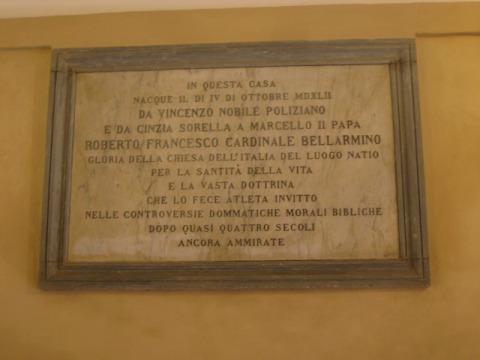 IN QUESTA CASA
NACQUE IL DI IV DI OTTOBRE MDXLII
DA VINCENZO NOBILE POLIZIANO
E DA CINZIA SORELLA A MARCELLO II PAPA
ROBERTO FRANCESCO CARDINALE BELLARMINO
GLORIA DELLA CHIESA DELL'ITALIA DEL LUOGO NATIO
PER LA SANTITÀ DELLA VITA
E LA VASTA DOTTRINA
CHE LO FECE ATLETA INVITTO
NELLE CONTROVERSIE DOMMATICHE MORALI BIBLICHE
DOPO QUASI QUATTRO SECOLI
ANCORA AMMIRATE